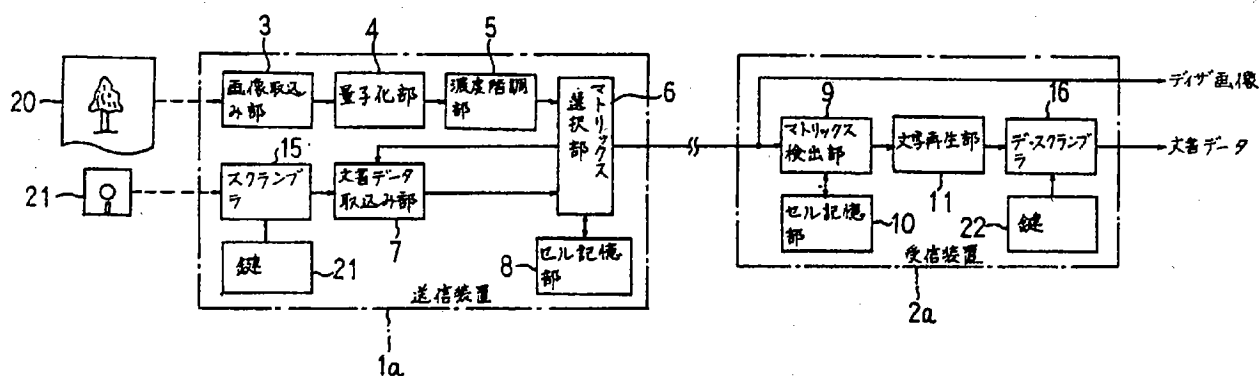 20
3
画像取込
み部
4
量子化部
5
濃度階調
部
マトリックス
選択部
6
21
15
スクランブ
ラ
文書データ
取込み部
7
鍵
21
8
セル記憶
部
送信装置
1a
9
マトリックス
検出部
文字再生部
11
16
デ・スクランブ
ラ
セル記憶
部
10
22
鍵
受信装置
2a
ディザ画像
文書データ